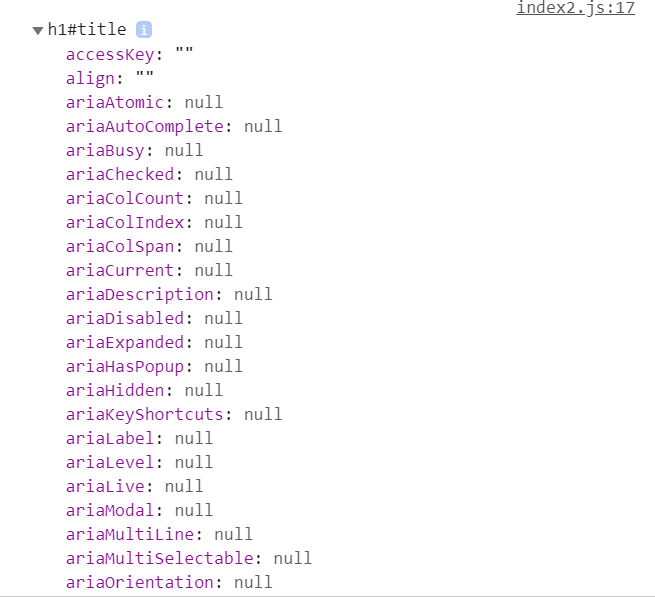 index2.js:17
h1#title i
accessKey: ""
align: ""
ariaAtomic: null
ariaAutoComplete: null
ariaBusy: null
ariaChecked: null
ariaColCount: null
ariaColIndex: null
ariaColSpan: null
ariaCurrent: null
ariaDescription: null
ariaDisabled: null
ariaExpanded: null
ariaHasPopup: null
ariaHidden: null
ariaKeyShortcuts: null
ariaLabel: null
ariaLevel: null
ariaLive: null
ariaModal: null
ariaMultiLine: null
ariaMultiSelectable: null
ariaOrientation: null